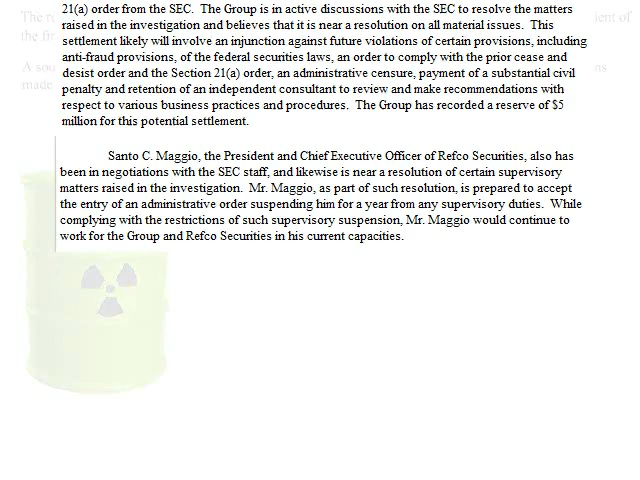 21(a) order from the SEC. The Group is in active discussions with the SEC to resolve the matters
raised in the investigation and believes that it is near a resolution on all material issues. This
settlement likely will involve an injunction against future violations of certain provisions, including
anti-fraud provisions, of the federal securities laws, an order to comply with the prior cease and
desist order and the Section 21(a) order, an administrative censure, payment of a substantial civil
penalty and retention of an independent consultant to review and make recommendations with
respect to various business practices and procedures. The Group has recorded a reserve of $5
million for this potential settlement.
Santo C. Maggio, the President and Chief Executive Officer of Refco Securities, also has
been in negotiations with the SEC staff, and likewise is near a resolution of certain supervisory
matters raised in the investigation. Mr. Maggio, as part of such resolution, is prepared to accept
the entry of an administrative order suspending him for a year from any supervisory duties. While
complying with the restrictions of such supervisory suspension, Mr. Maggio would continue to
work for the Group and Refco Securities in his current capacities.